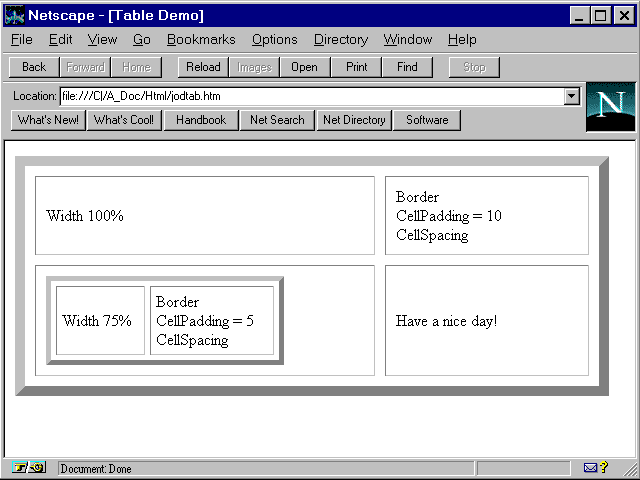 Netscape - [Table Demo]
File Edit View Go Bookmarks Options Directory Window Help
Back Forward Home Reload Images Open Print Find Stop
Location: file:///C|/A_Doc/Html/jodtab.htm
N
What's New! What's Cool! Handbook Net Search Net Directory Software
Width 100%
Border
CellPadding = 10
CellSpacing
Width 75%
Border
CellPadding = 5
CellSpacing
Have a nice day!
Document: Done
?